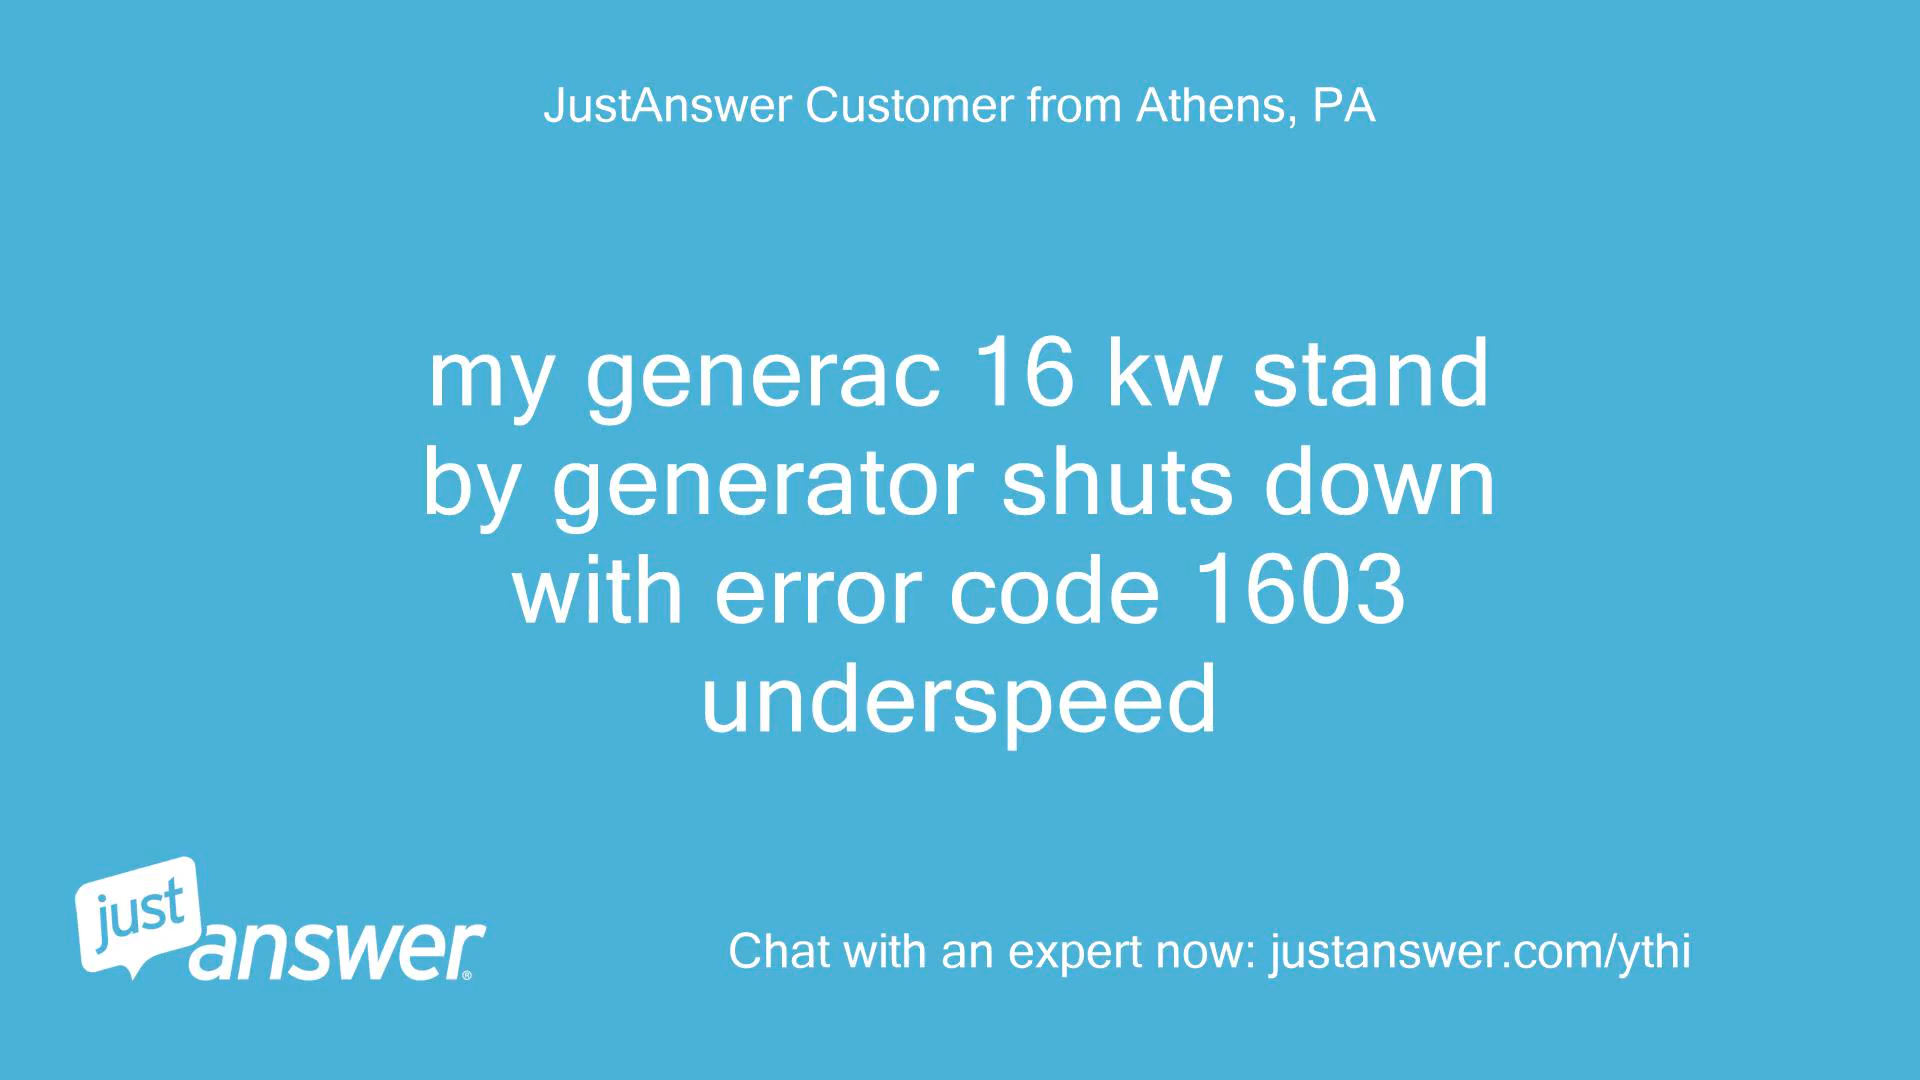 JustAnswer Customer from Athens, PA
my generac 16 kw stand
by generator shuts down
with error code 1603
underspeed
just
answer®
Chat with an expert now: justanswer.com/ythi